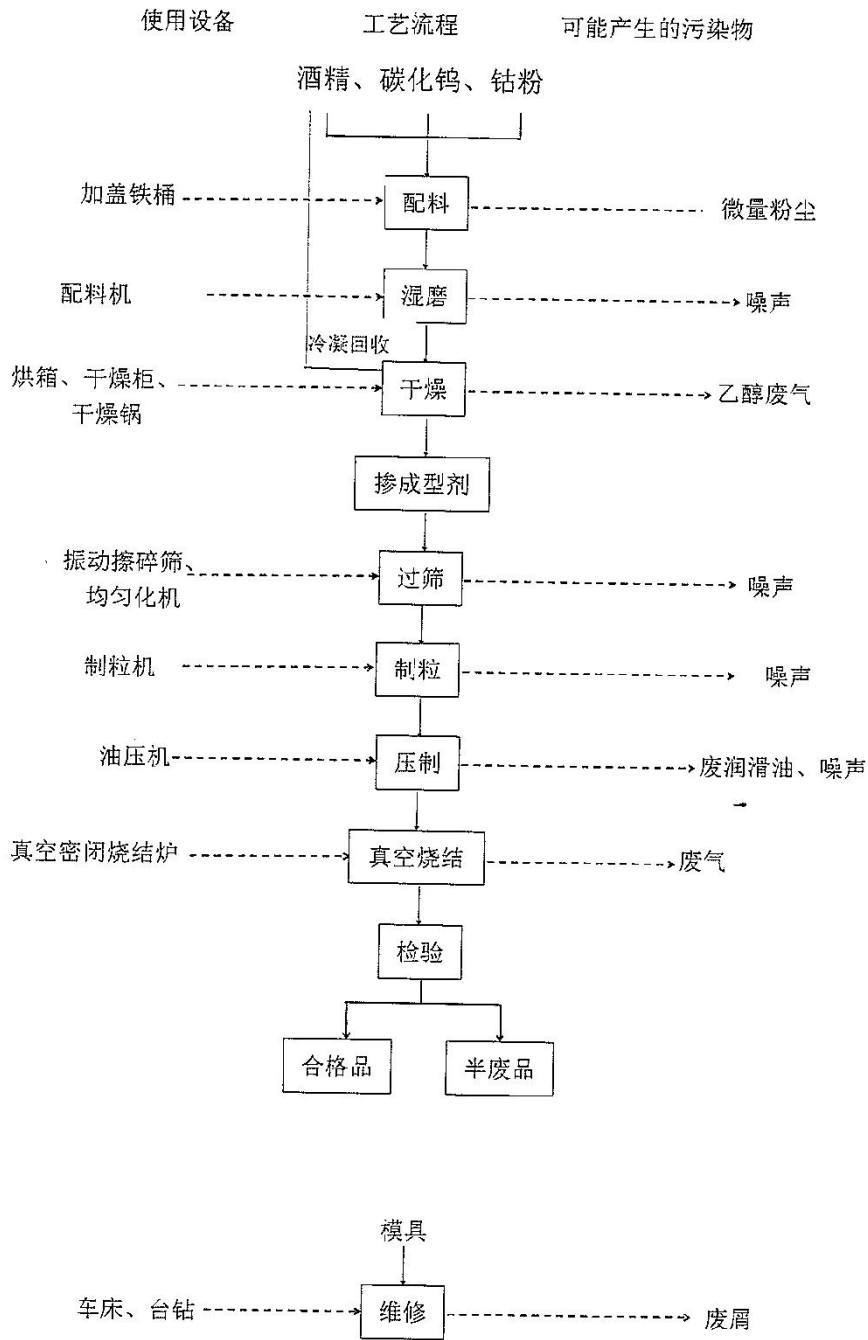 使用设备 工艺流程 可能产生的污染物
酒精、碳化钨、钴粉
加盖铁桶 配料 微量粉尘
配料机 湿磨 噪声
冷凝回收
烘箱、干燥柜、
干燥锅
干燥 乙醇废气
掺成型剂
振动擦碎筛、
均匀化机
过筛 噪声
制粒机 制粒 噪声
油压机 压制 废润滑油、噪声
真空密闭烧结炉 真空烧结 废气
检验
合格品 半废品
模具
车床、台钻 维修 废屑